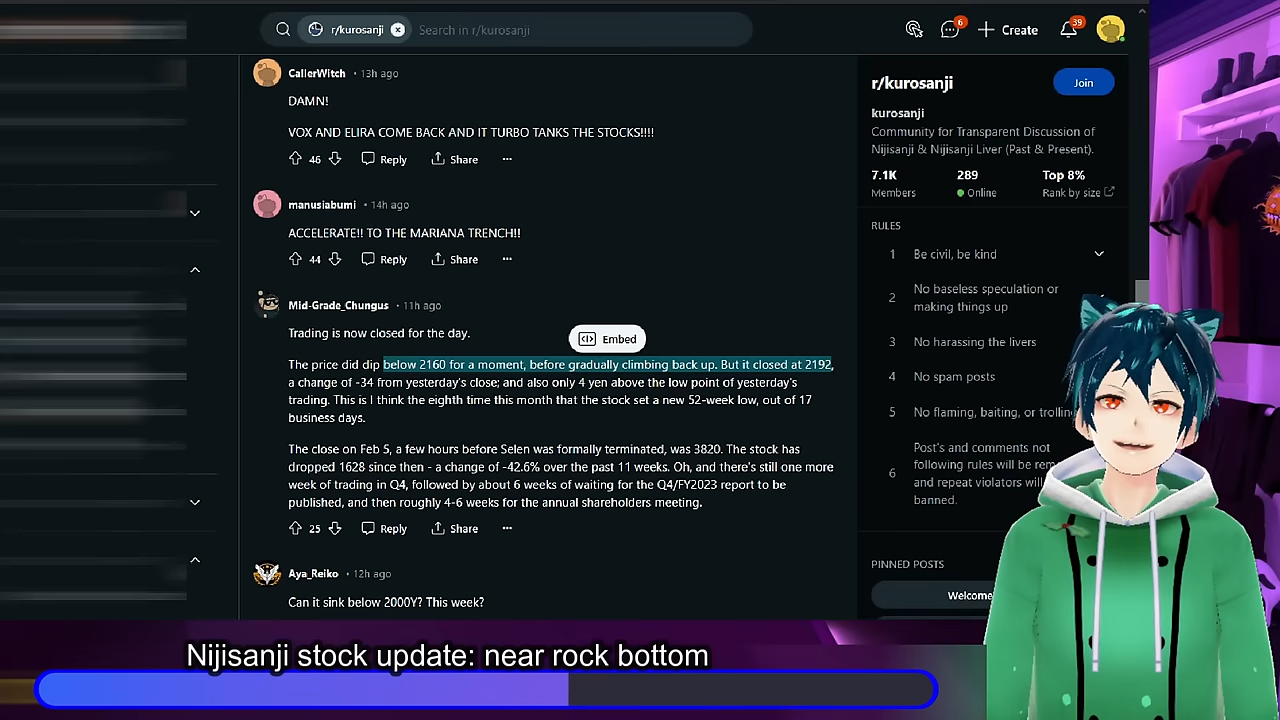 r/kurosanji
Search in r/kurosanji
6
Create
39
CallerWitch • 13h ago
DAMN!
VOX AND ELIRA COME BACK AND IT TURBO TANKS THE STOCKS!!!!
46 Reply Share ...
manusiabumi • 14h ago
ACCELERATE!! TO THE MARIANA TRENCH!!
44 Reply Share ...
Mid-Grade_Chungus • 11h ago
Trading is now closed for the day.
Embed
The price did dip below 2160 for a moment, before gradually climbing back up. But it closed at 2192,
a change of -34 from yesterday's close; and also only 4 yen above the low point of yesterday's
trading. This is I think the eighth time this month that the stock set a new 52-week low, out of 17
business days.
The close on Feb 5, a few hours before Selen was formally terminated, was 3820. The stock has
dropped 1628 since then - a change of -42.6% over the past 11 weeks. Oh, and there's still one more
week of trading in Q4, followed by about 6 weeks of waiting for the Q4/FY2023 report to be
published, and then roughly 4-6 weeks for the annual shareholders meeting.
25 Reply Share ...
Aya_Reiko • 12h ago
Can it sink below 2000Y? This week?
r/kurosanji
Join
kurosanji
Community for Transparent Discussion of
Nijisanji & Nijisanji Liver (Past & Present).
7.1K 289 Top 8%
Members Online Rank by size
RULES
1 Be civil, be kind
2 No baseless speculation or
making things up
3 No harassing the livers
4 No spam posts
5 No flaming, baiting, or trolling
6 Post's and comments not
following rules will be
and repeat violators will
banned.
PINNED POSTS
Welcome
Nijisanji stock update: near rock bottom